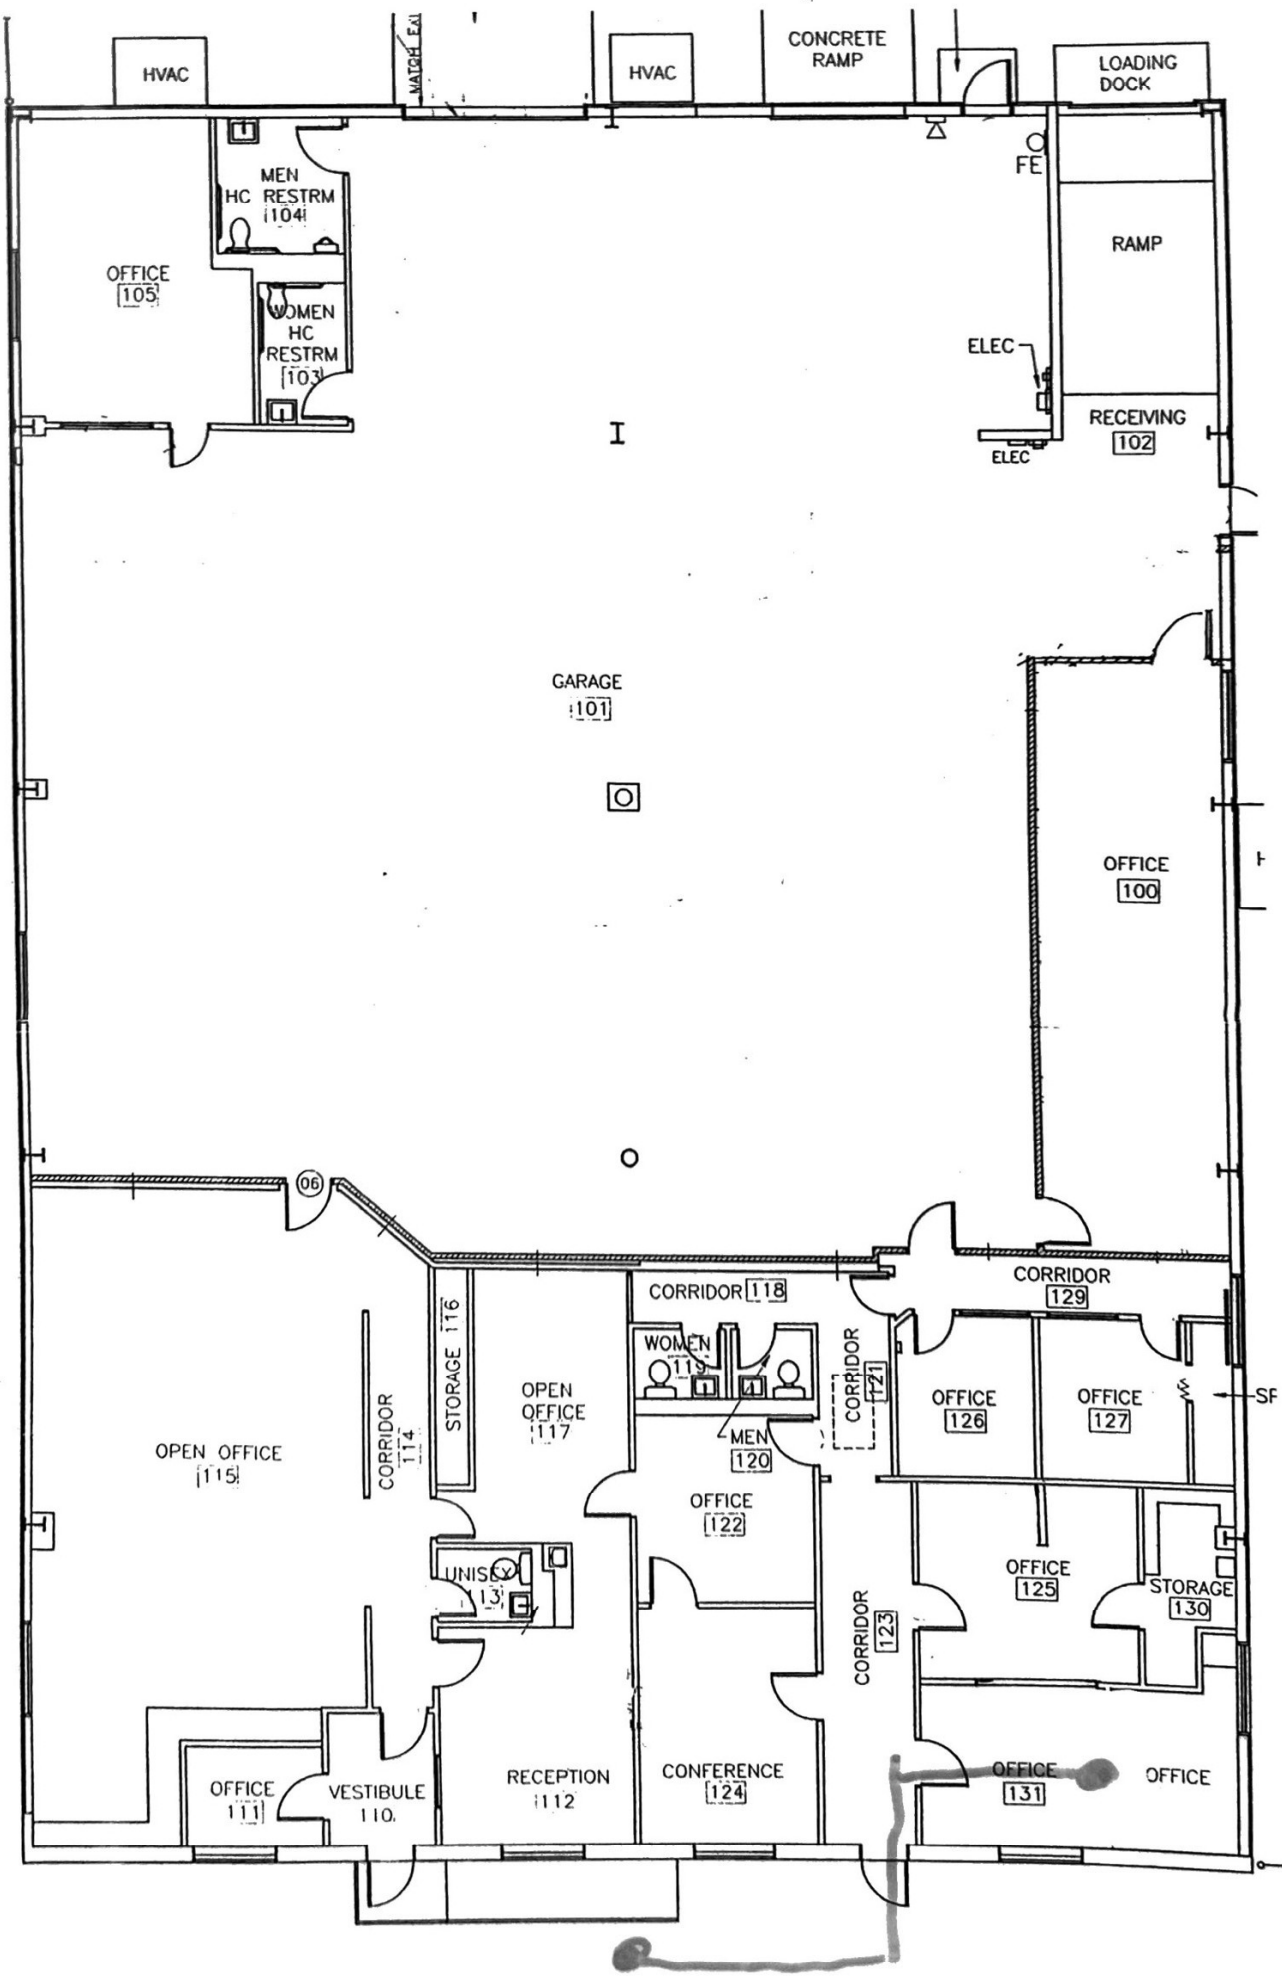 HVAC
MATCH
HVAC
CONCRETE
RAMP
LOADING
DOCK
MEN
HC RESTRM
104
FE
RAMP
OFFICE
105
WOMEN
HC
RESTRM
103
ELEC
RECEIVING
102
ELEC
GARAGE
101
OFFICE
100
06
CORRIDOR
129
CORRIDOR 118
STORAGE 116
WOMEN
119
CORRIDOR
121
OPEN
OFFICE
117
OFFICE
126
OFFICE
127
SF
CORRIDOR
114
OPEN OFFICE
115
MEN
120
OFFICE
122
UNISEX
113
OFFICE
125
STORAGE
130
CORRIDOR
123
OFFICE
111
VESTIBULE
110
RECEPTION
112
CONFERENCE
124
OFFICE
131
OFFICE